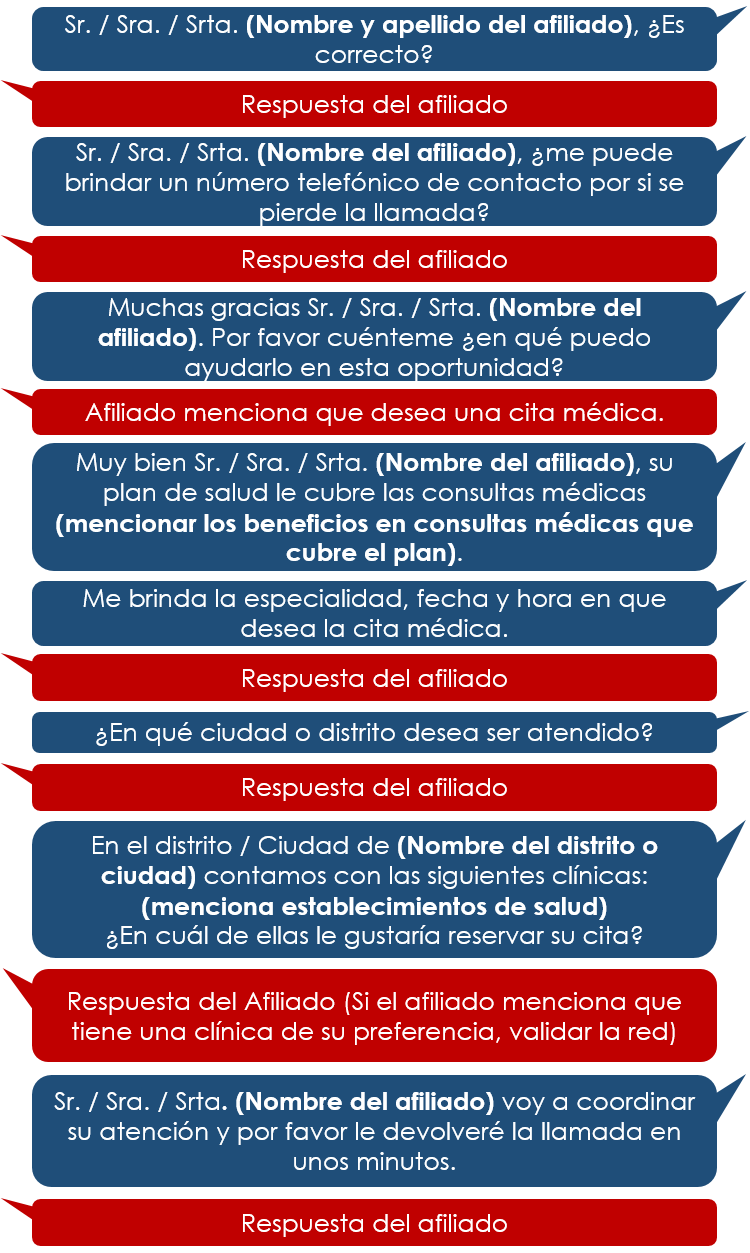 Sr. / Sra. / Srta. (Nombre y apellido del afiliado), ¿Es
correcto?
Respuesta del afiliado
Sr. / Sra. / Srta. (Nombre del afiliado), ¿me puede
brindar un número telefónico de contacto por si se
pierde la llamada?
Respuesta del afiliado
Muchas gracias Sr. / Sra. / Srta. (Nombre del
afiliado). Por favor cuénteme ¿en qué puedo
ayudarlo en esta oportunidad?
Afiliado menciona que desea una cita médica.
Muy bien Sr. / Sra. / Srta. (Nombre del afiliado), su
plan de salud le cubre las consultas médicas
(mencionar los beneficios en consultas médicas que
cubre el plan).
Me brinda la especialidad, fecha y hora en que
desea la cita médica.
Respuesta del afiliado
¿En qué ciudad o distrito desea ser atendido?
Respuesta del afiliado
En el distrito / Ciudad de (Nombre del distrito o
ciudad) contamos con las siguientes clínicas:
(menciona establecimientos de salud)
¿En cuál de ellas le gustaría reservar su cita?
Respuesta del Afiliado (Si el afiliado menciona que
tiene una clínica de su preferencia, validar la red)
Sr. / Sra. / Srta. (Nombre del afiliado) voy a coordinar
su atención y por favor le devolveré la llamada en
unos minutos.
Respuesta del afiliado